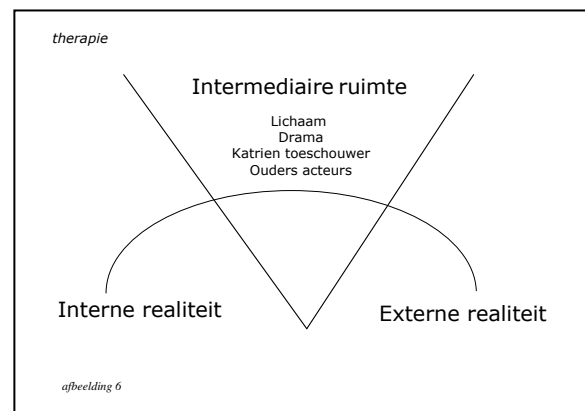 therapie
Intermediaire ruimte
Lichaam
Drama
Katrien toeschouwer
Ouders acteurs
Interne realiteit
Externe realiteit
afbeelding 6